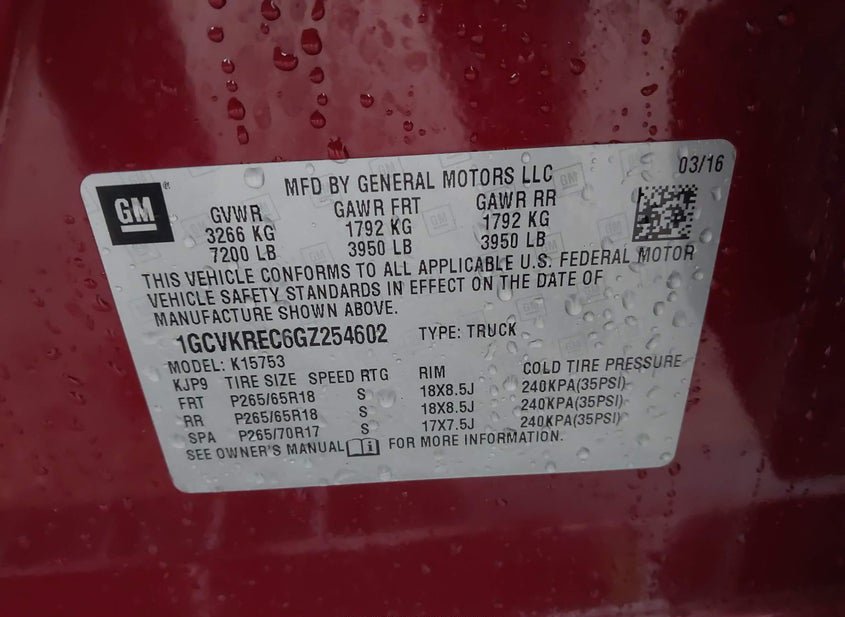 GM
MFD BY GENERAL MOTORS LLC 03/16
GVWR GAWR FRT GAWR RR
3266 KG 1792 KG 1792 KG
7200 LB 3950 LB 3950 LB
THIS VEHICLE CONFORMS TO ALL APPLICABLE U.S. FEDERAL MOTOR
VEHICLE SAFETY STANDARDS IN EFFECT ON THE DATE OF
MANUFACTURE SHOWN ABOVE.
1GCVKREC6GZ254602 TYPE: TRUCK
MODEL: K15753
KJP9 TIRE SIZE SPEED RTG RIM COLD TIRE PRESSURE
FRT P265/65R18 S 18X8.5J 240KPA(35PSI)
RR P265/65R18 S 18X8.5J 240KPA(35PSI)
SPA P265/70R17 S 17X7.5J 240KPA(35PSI)
SEE OWNER'S MANUAL FOR MORE INFORMATION.